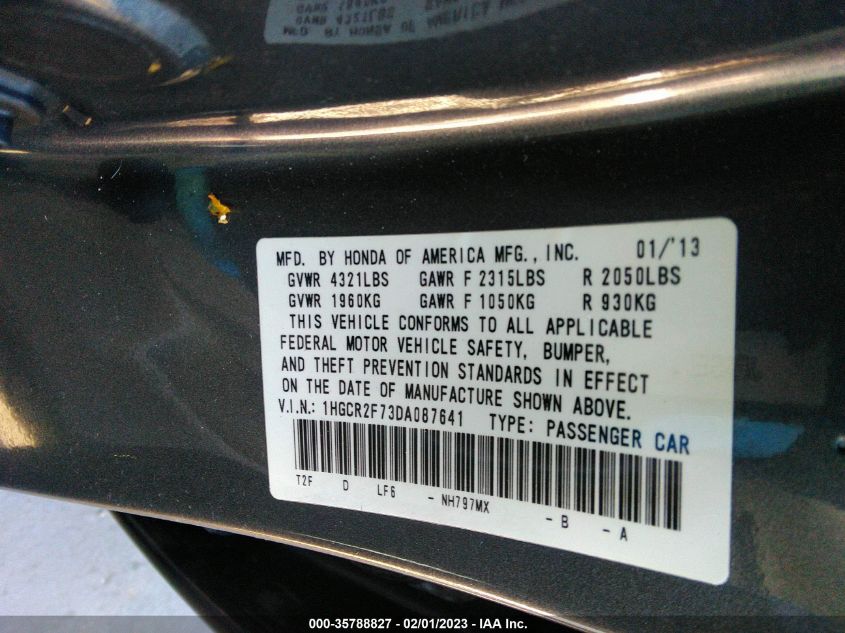 MFD. BY HONDA OF AMERICA MFG., INC. 01/'13
GVWR 4321LBS GAWR F 2315LBS R 2050LBS
GVWR 1960KG GAWR F 1050KG R 930KG
THIS VEHICLE CONFORMS TO ALL APPLICABLE
FEDERAL MOTOR VEHICLE SAFETY, BUMPER,
AND THEFT PREVENTION STANDARDS IN EFFECT
ON THE DATE OF MANUFACTURE SHOWN ABOVE.
V.I.N.: 1HGCR2F73DA087641 TYPE: PASSENGER CAR
T2F D LF6 - NH797MX - B - A
000-35788827 - 02/01/2023 - IAA Inc.